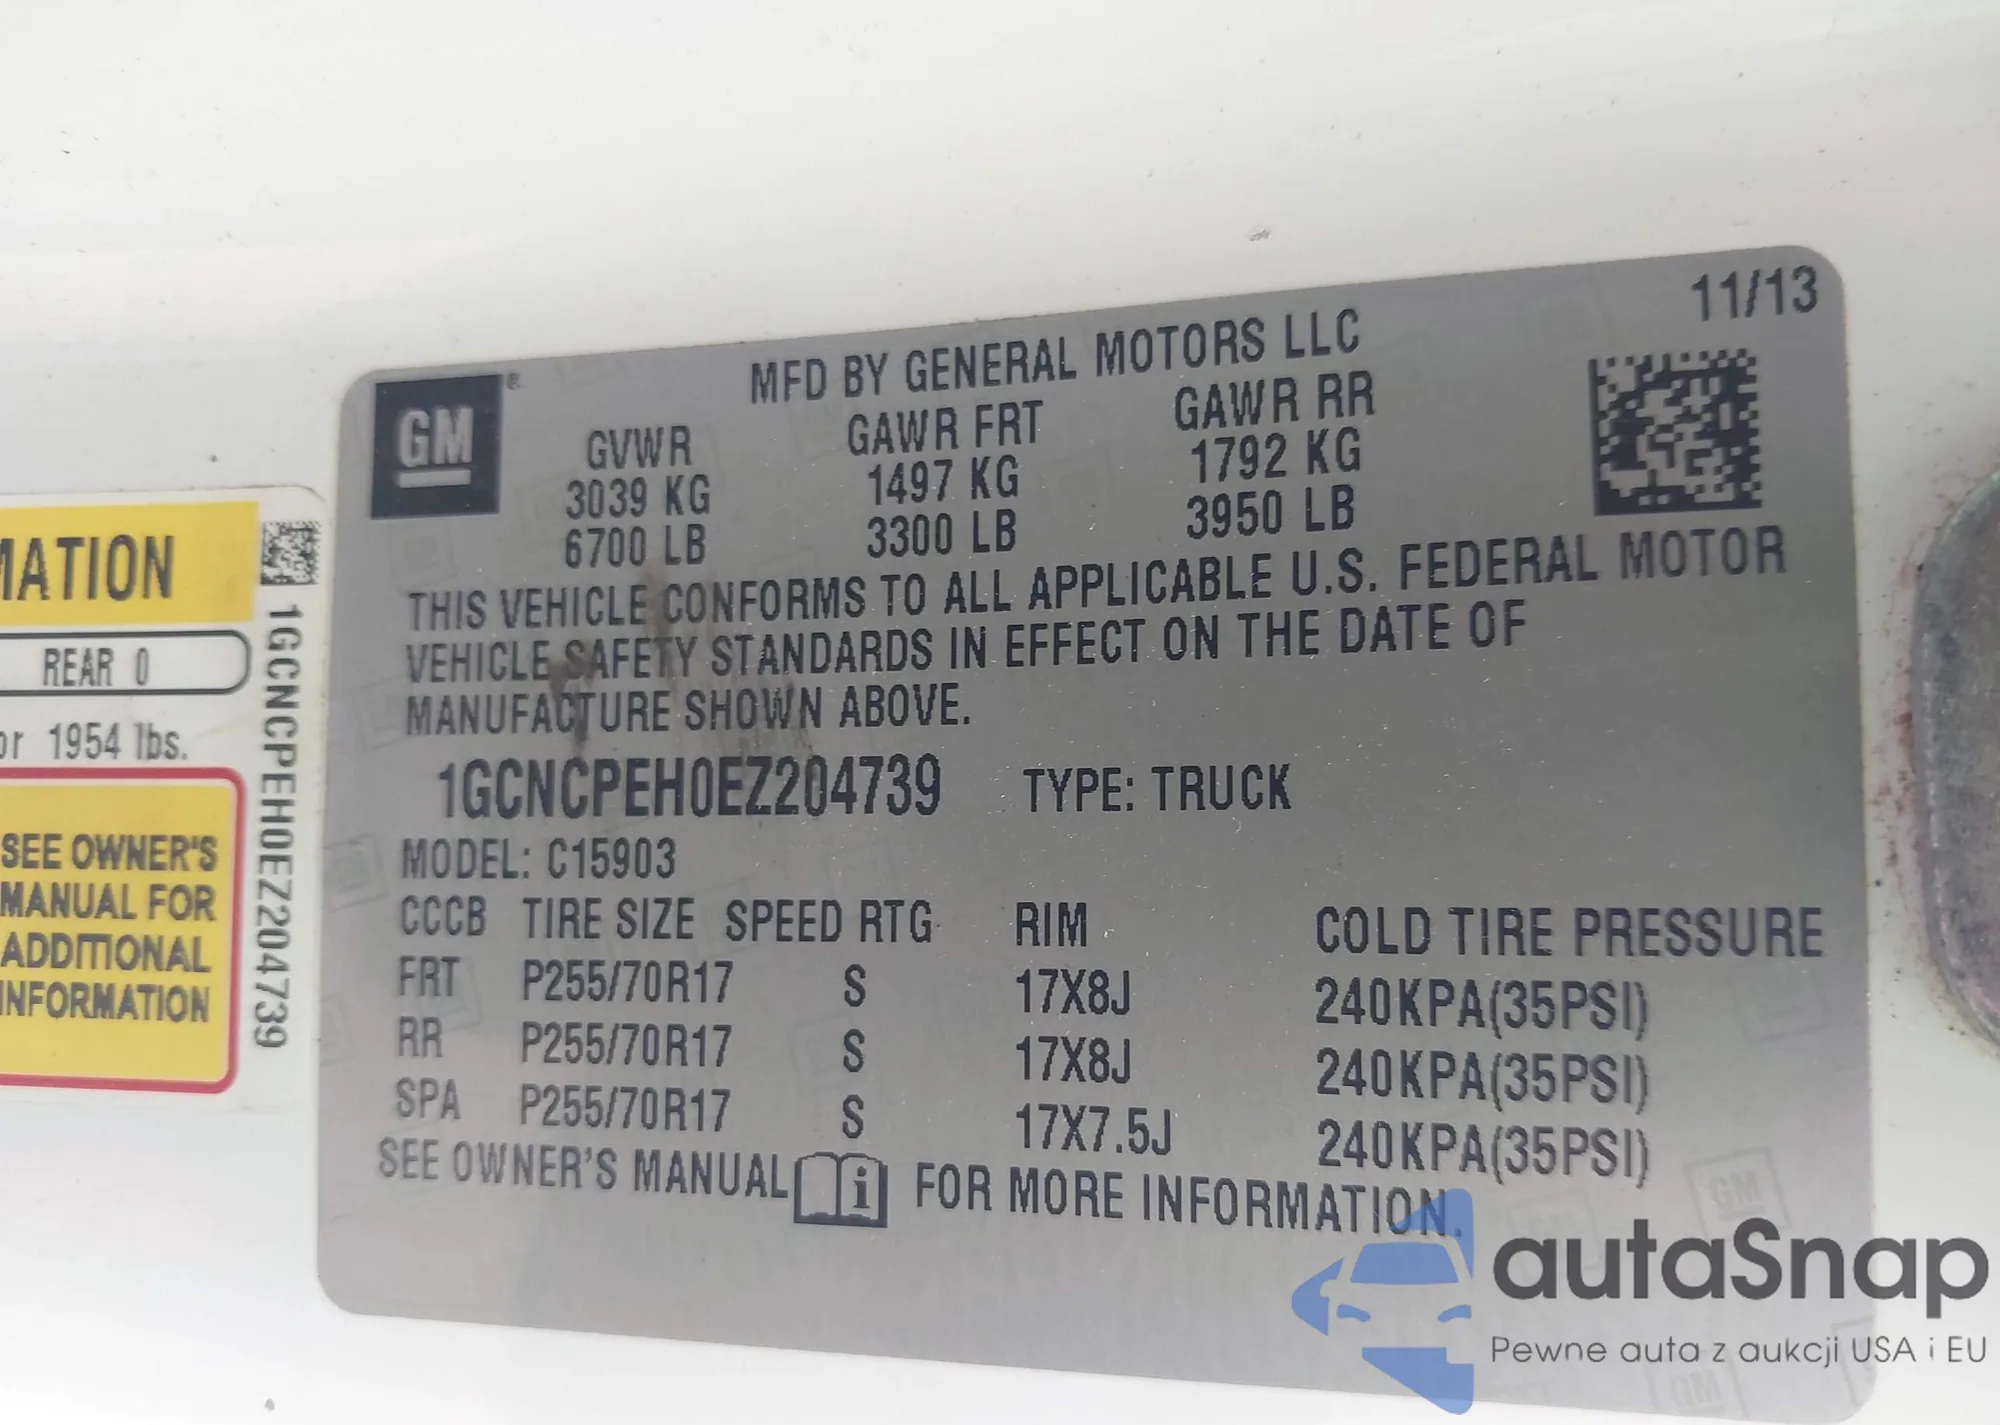 MATION
REAR 0
or 1954 lbs.
SEE OWNER'S
MANUAL FOR
ADDITIONAL
INFORMATION
1GCNCPEH0EZ204739
11/13
GM®
MFD BY GENERAL MOTORS LLC
GVWR GAWR FRT GAWR RR
3039 KG 1497 KG 1792 KG
6700 LB 3300 LB 3950 LB
THIS VEHICLE CONFORMS TO ALL APPLICABLE U.S. FEDERAL MOTOR
VEHICLE SAFETY STANDARDS IN EFFECT ON THE DATE OF
MANUFACTURE SHOWN ABOVE.
1GCNCPEH0EZ204739 TYPE: TRUCK
MODEL: C15903
CCCB TIRE SIZE SPEED RTG RIM COLD TIRE PRESSURE
FRT P255/70R17 S 17X8J 240KPA(35PSI)
RR P255/70R17 S 17X8J 240KPA(35PSI)
SPA P255/70R17 S 17X7.5J 240KPA(35PSI)
SEE OWNER'S MANUAL i FOR MORE INFORMATION.
autaSnap
Pewne auta z aukcji USA i EU